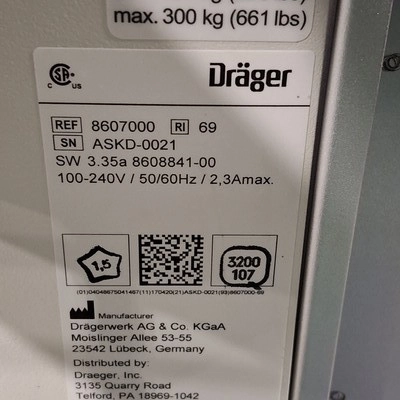 max. 300 kg (661 lbs)
CSA
C US
Dräger
REF 8607000 RI 69
SN ASKD-0021
SW 3.35a 8608841-00
100-240V / 50/60Hz / 2,3Amax.
1,5
3200
107
(01)04048675041467(11)170420(21)ASKD-0021(93)8607000-69
Manufacturer
Drägerwerk AG & Co. KGaA
Moislinger Allee 53-55
23542 Lübeck, Germany
Distributed by:
Draeger, Inc.
3135 Quarry Road
Telford, PA 18969-1042